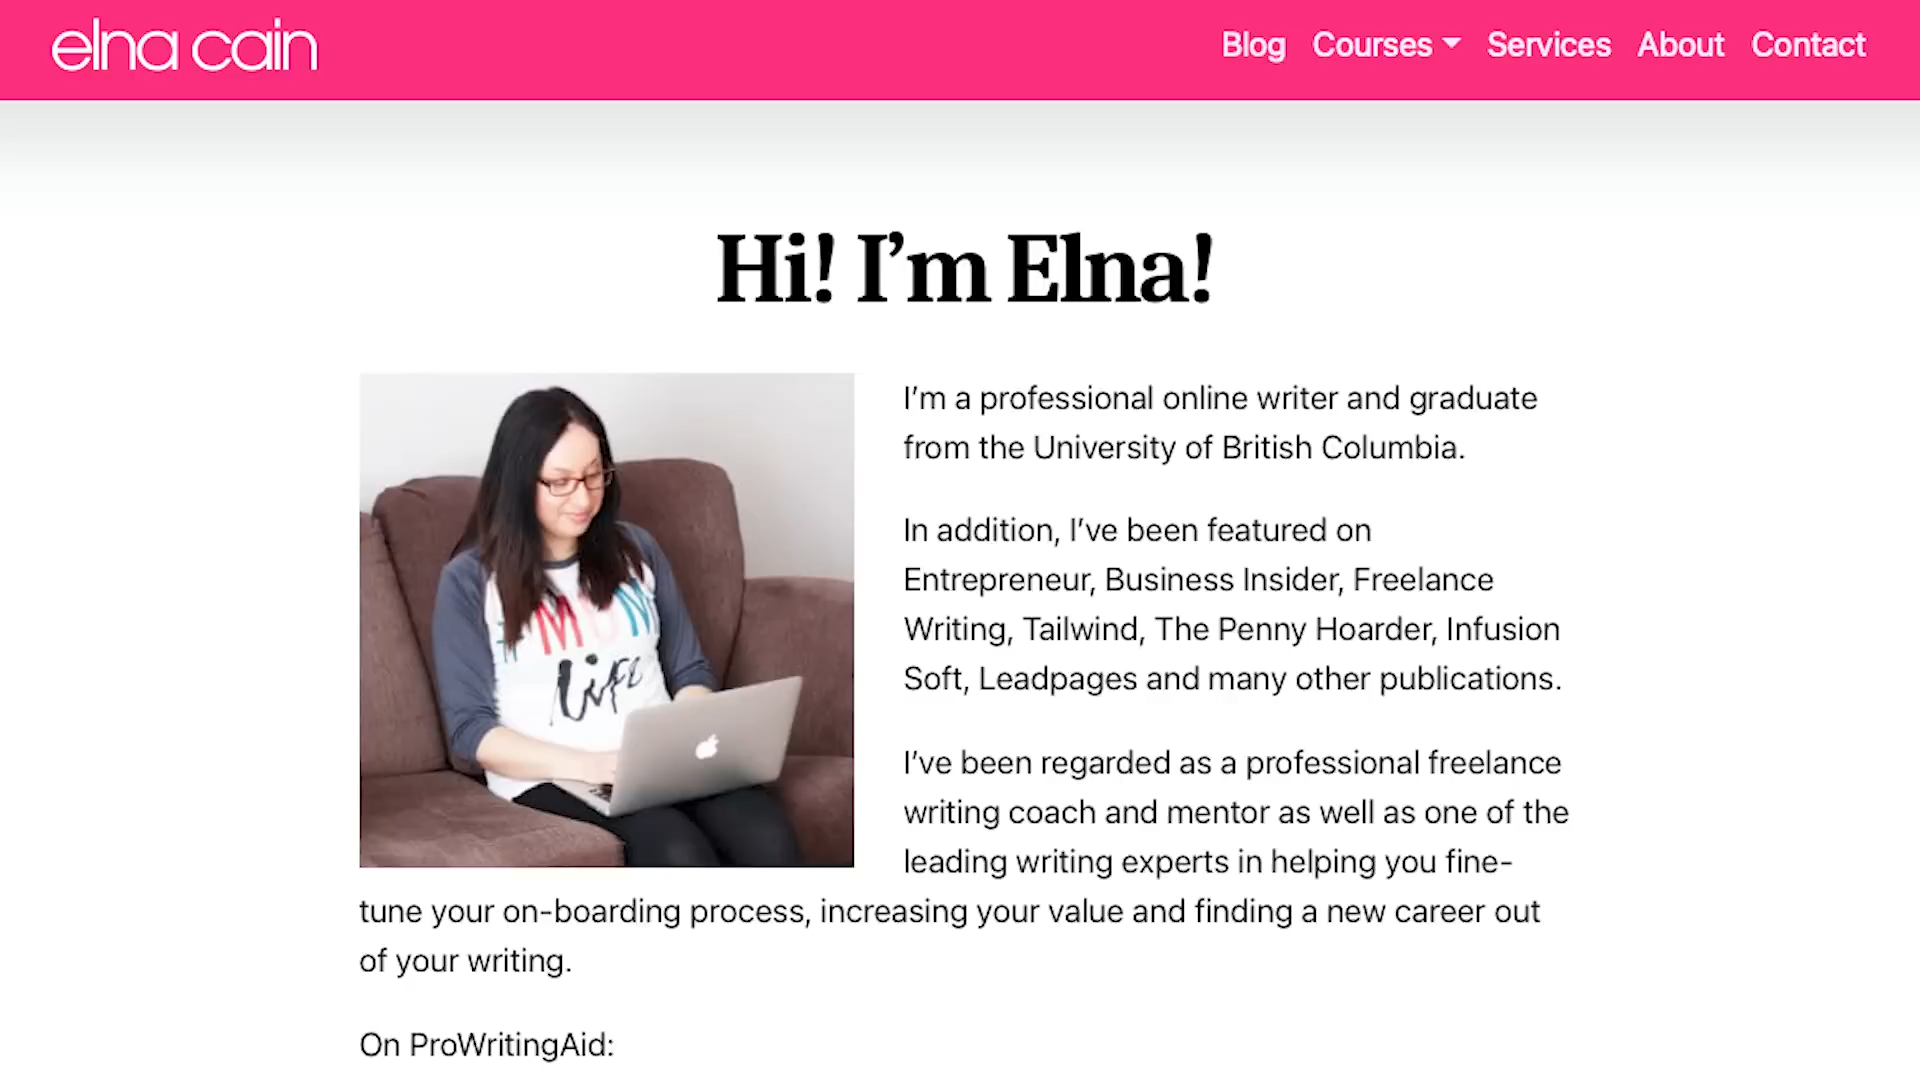 elna cain
Blog Courses Services About Contact
Hi! I’m Elna!
I’m a professional online writer and graduate
from the University of British Columbia.
In addition, I’ve been featured on
Entrepreneur, Business Insider, Freelance
Writing, Tailwind, The Penny Hoarder, Infusion
Soft, Leadpages and many other publications.
I’ve been regarded as a professional freelance
writing coach and mentor as well as one of the
leading writing experts in helping you fine-
tune your on-boarding process, increasing your value and finding a new career out
of your writing.
On ProWritingAid:
#MOM
life